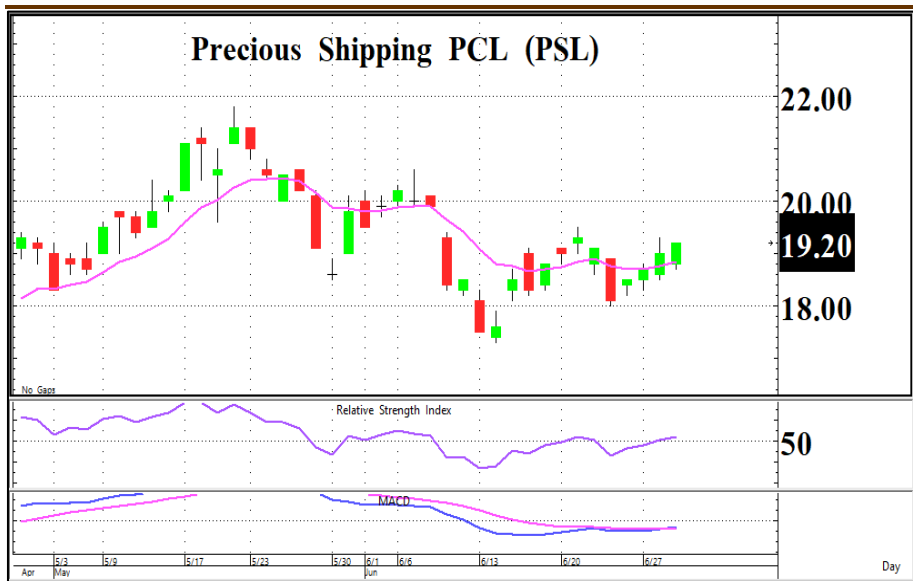 Precious Shipping PCL (PSL)
22.00
20.00
19.20
18.00
No Gaps
Relative Strength Index
50
MACD
5/3 5/9 5/17 5/23 5/30 6/1 6/6 6/13 6/20 6/27
Apr May Jun
Day